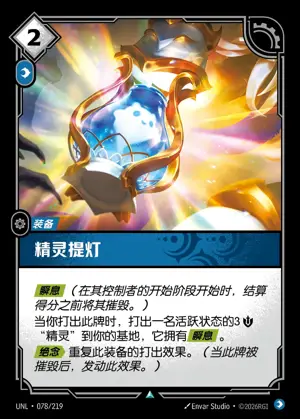 2
装备
精灵提灯
瞬息 (在其控制者的开始阶段开始时，结算
得分之前将其摧毁。)
当你打出此牌时，打出一名活跃状态的3
“精灵”到你的基地，它拥有 瞬息 。
绝念 重复此装备的打出效果。（当此牌被
摧毁后，发动此效果。）
UNL • 078/219
Envar Studio • ©2026RGI